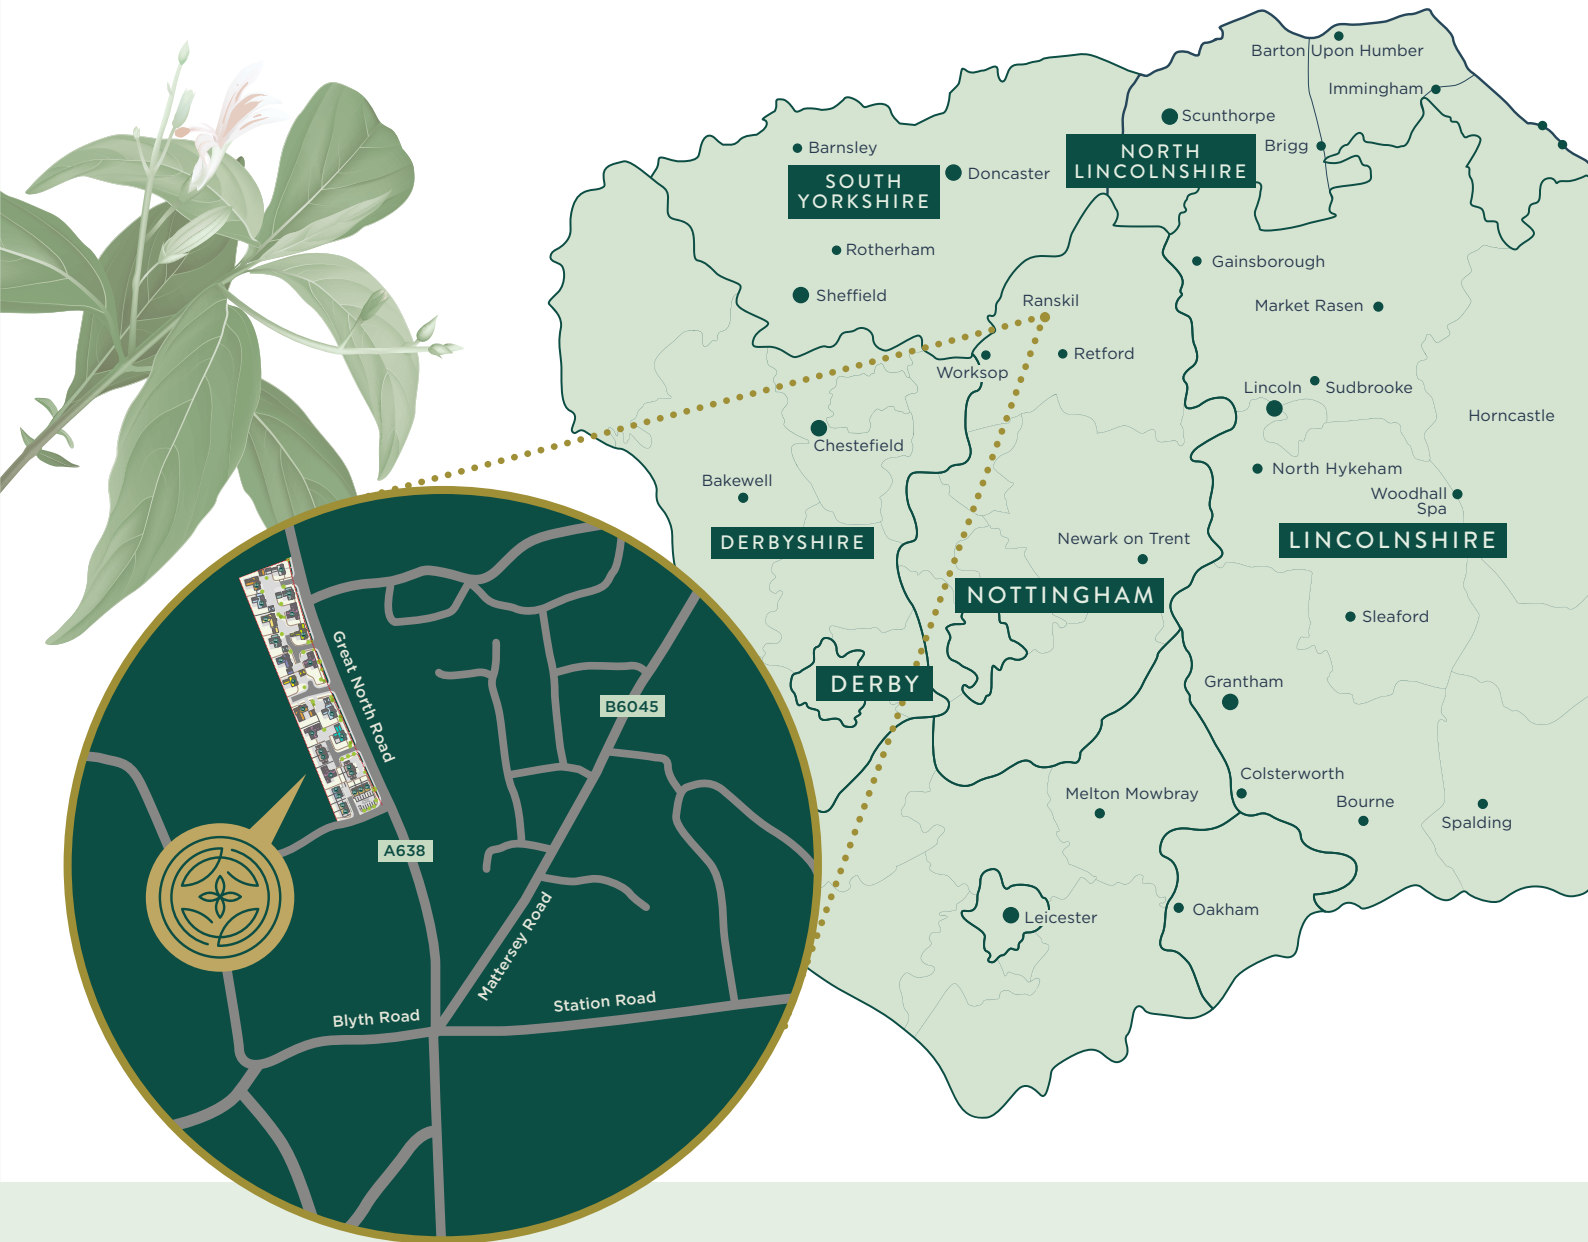 Barton Upon Humber
Immingham
Scunthorpe
Brigg
NORTH
LINCOLNSHIRE
Barnsley
Doncaster
SOUTH
YORKSHIRE
Rotherham
Sheffield
Gainsborough
Market Rasen
Ranskil
Retford
Worksop
Lincoln
Sudbrooke
Horncastle
Chestefield
Bakewell
North Hykeham
Woodhall
Spa
DERBYSHIRE
Newark on Trent
LINCOLNSHIRE
NOTTINGHAM
Sleaford
DERBY
Grantham
Colsterworth
Melton Mowbray
Bourne
Spalding
Leicester
Oakham
Great North Road
B6045
A638
Mattersey Road
Station Road
Blyth Road